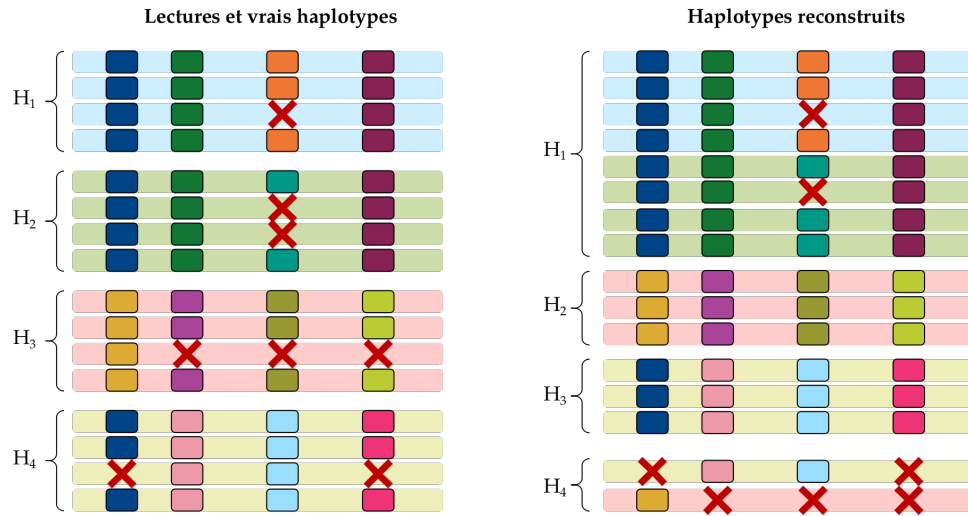 Lectures et vrais haplotypes
H1
H2
H3
H4
Haplotypes reconstruits
H1
H2
H3
H4